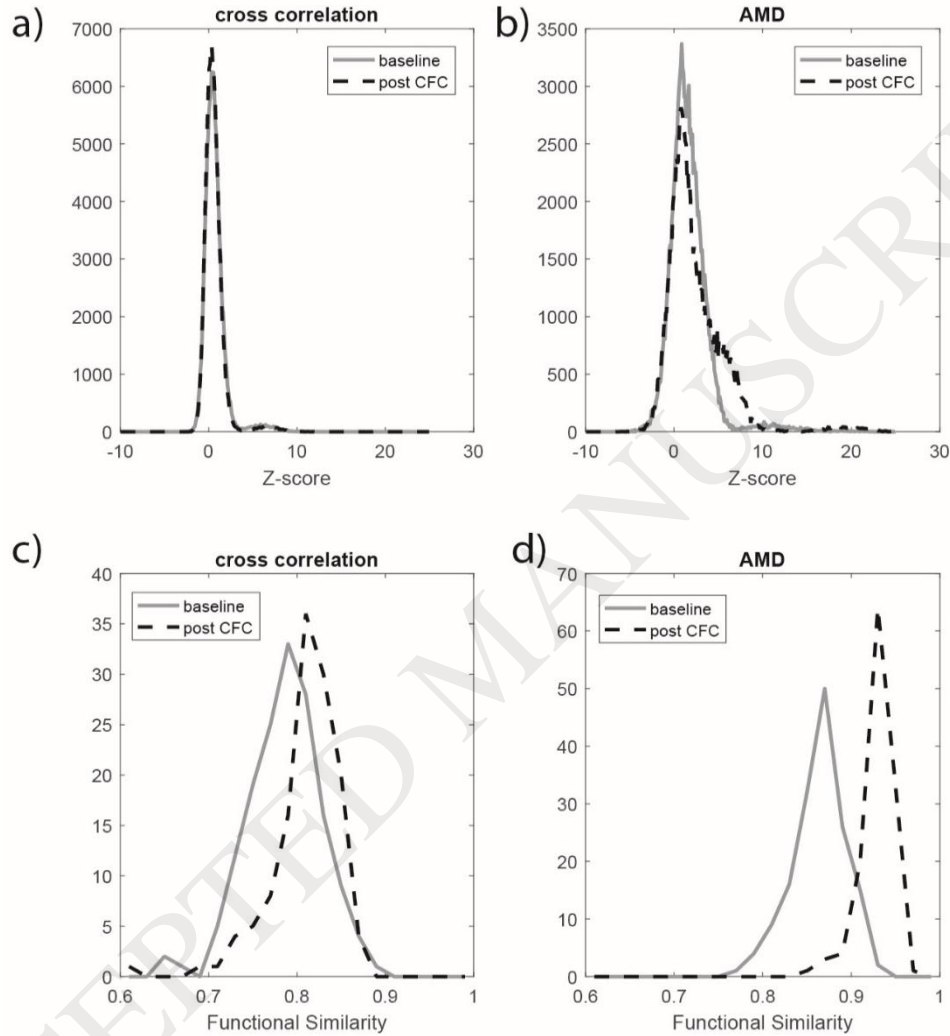 a)
cross correlation
7000
6000
5000
4000
3000
2000
1000
0
-10 0 10 20 30
Z-score
baseline
post CFC
b)
AMD
3500
3000
2500
2000
1500
1000
500
0
-10 0 10 20 30
Z-score
baseline
post CFC
c)
cross correlation
40
35
30
25
20
15
10
5
0
0.6 0.7 0.8 0.9 1
Functional Similarity
baseline
post CFC
d)
AMD
70
60
50
40
30
20
10
0
0.6 0.7 0.8 0.9 1
Functional Similarity
baseline
post CFC
EPTED MANUSCRI